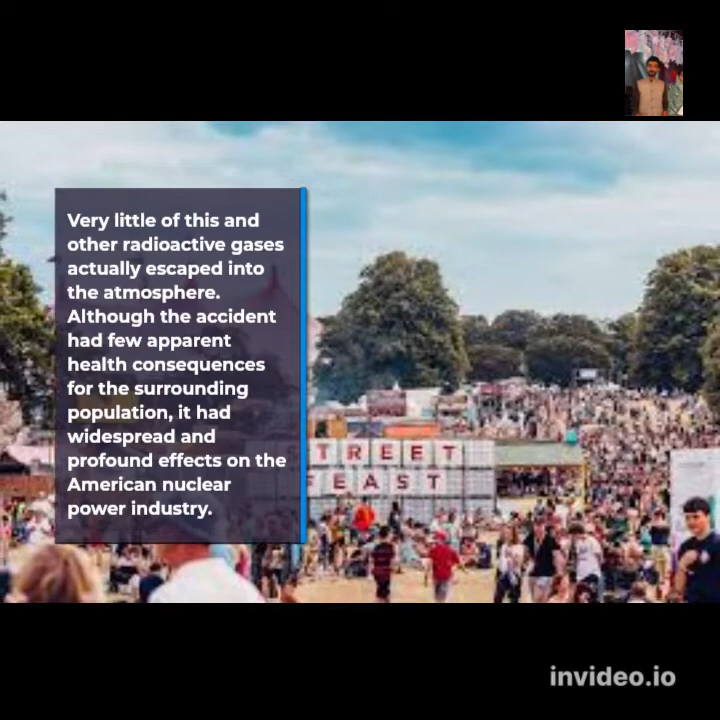 Very little of this and
other radioactive gases
actually escaped into
the atmosphere.
Although the accident
had few apparent
health consequences
for the surrounding
population, it had
widespread and
profound effects on the
American nuclear
power industry.
TREET
FEAST
invideo.io